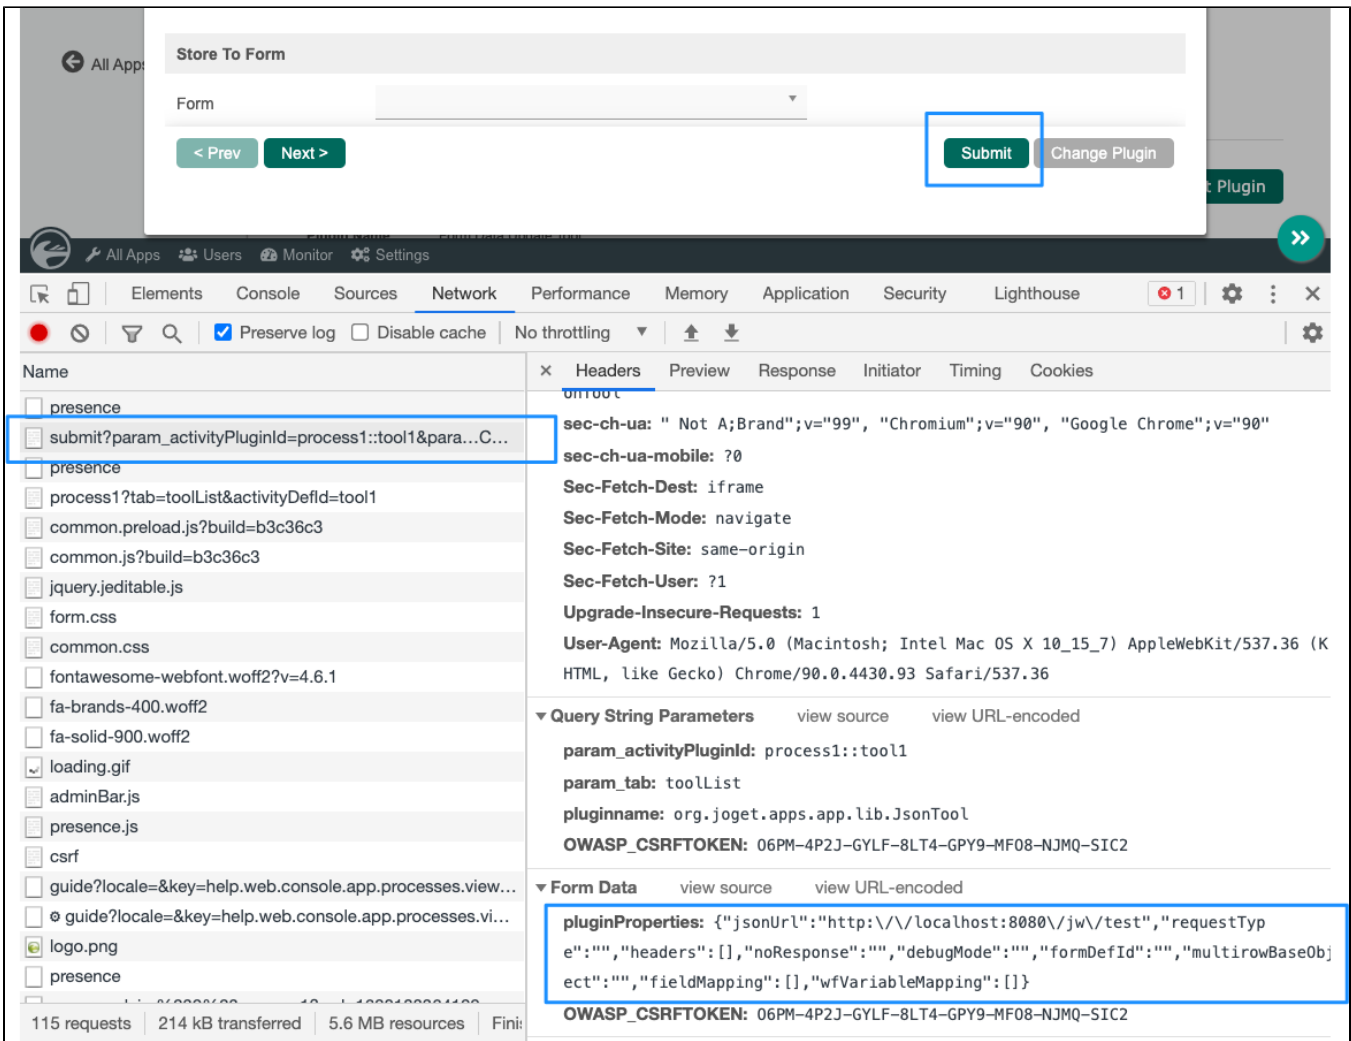 Store To Form
All Apps
Form
< Prev
Next >
Submit
Change Plugin
t Plugin
Plugin Name
Form Data Update Tool
All Apps
Users
Monitor
Settings
Elements
Console
Sources
Network
Performance
Memory
Application
Security
Lighthouse
1
Preserve log
Disable cache
No throttling
Name
Headers
Preview
Response
Initiator
Timing
Cookies
presence
submit?param_activityPluginId=process1::tool1&para…C…
presence
process1?tab=toolList&activityDefId=tool1
common.preload.js?build=b3c36c3
common.js?build=b3c36c3
jquery.jeditable.js
form.css
common.css
fontawesome-webfont.woff2?v=4.6.1
fa-brands-400.woff2
fa-solid-900.woff2
loading.gif
adminBar.js
presence.js
csrf
guide?locale=&key=help.web.console.app.processes.view…
guide?locale=&key=help.web.console.app.processes.vi…
logo.png
presence
115 requests
214 kB transferred
5.6 MB resources
Finis
onTool
sec-ch-ua: " Not A;Brand";v="99", "Chromium";v="90", "Google Chrome";v="90"
sec-ch-ua-mobile: ?0
Sec-Fetch-Dest: iframe
Sec-Fetch-Mode: navigate
Sec-Fetch-Site: same-origin
Sec-Fetch-User: ?1
Upgrade-Insecure-Requests: 1
User-Agent: Mozilla/5.0 (Macintosh; Intel Mac OS X 10_15_7) AppleWebKit/537.36 (K
HTML, like Gecko) Chrome/90.0.4430.93 Safari/537.36
Query String Parameters
view source
view URL-encoded
param_activityPluginId: process1::tool1
param_tab: toolList
pluginname: org.joget.apps.app.lib.JsonTool
OWASP_CSRFTOKEN: O6PM-4P2J-GYLF-8LT4-GPY9-MFO8-NJMQ-SIC2
Form Data
view source
view URL-encoded
pluginProperties: {"jsonUrl":"http:\/\/localhost:8080\/jw\/test","requestTyp
e":"","headers":[],"noResponse":"","debugMode":"","formDefId":"","multirowBaseObj
ect":"","fieldMapping":[],"wfVariableMapping":[]}
OWASP_CSRFTOKEN: O6PM-4P2J-GYLF-8LT4-GPY9-MFO8-NJMQ-SIC2